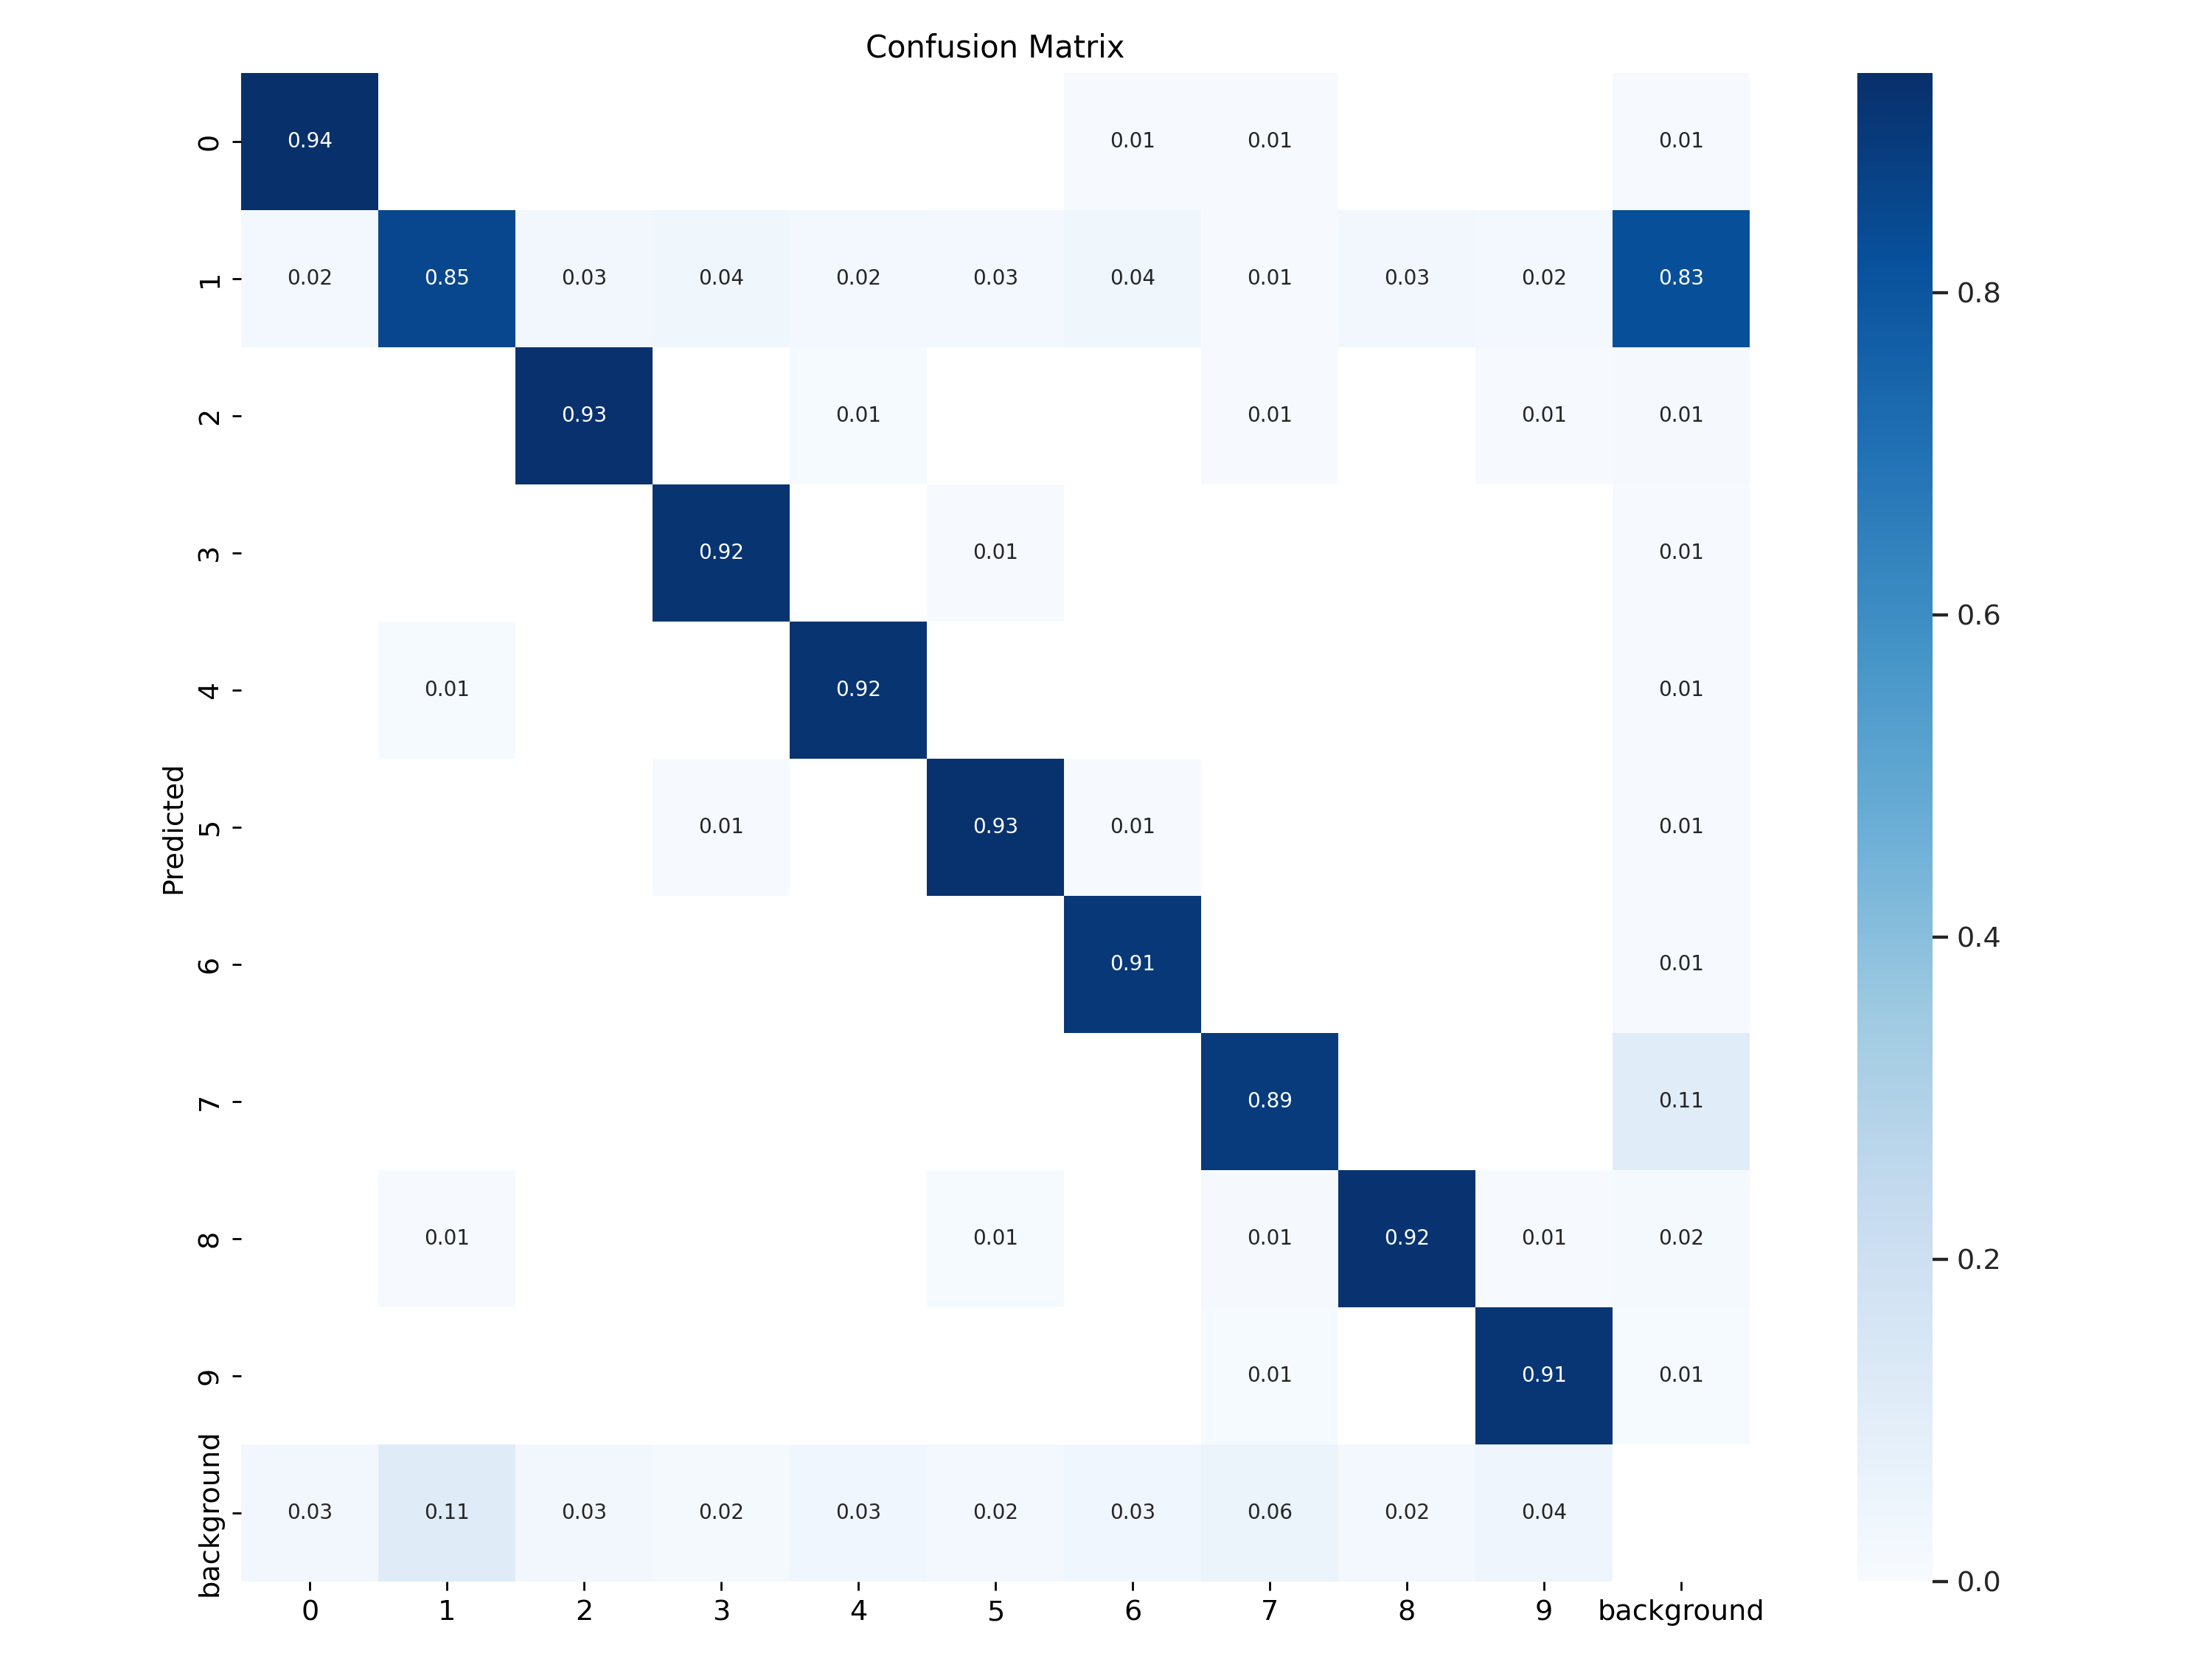 Confusion Matrix
0 0.94 0.01 0.01 0.01
1 0.02 0.85 0.03 0.04 0.02 0.03 0.04 0.01 0.03 0.02 0.83 0.8
2 0.93 0.01 0.01 0.01 0.01
3 0.92 0.01 0.01 0.6
4 0.01 0.92 0.01
Predicted
5 0.01 0.93 0.01 0.01
6 0.91 0.01 0.4
7 0.89 0.11
8 0.01 0.01 0.01 0.92 0.01 0.02 0.2
9 0.01 0.91 0.01
background 0.03 0.11 0.03 0.02 0.03 0.02 0.03 0.06 0.02 0.04 0.0
0 1 2 3 4 5 6 7 8 9 background